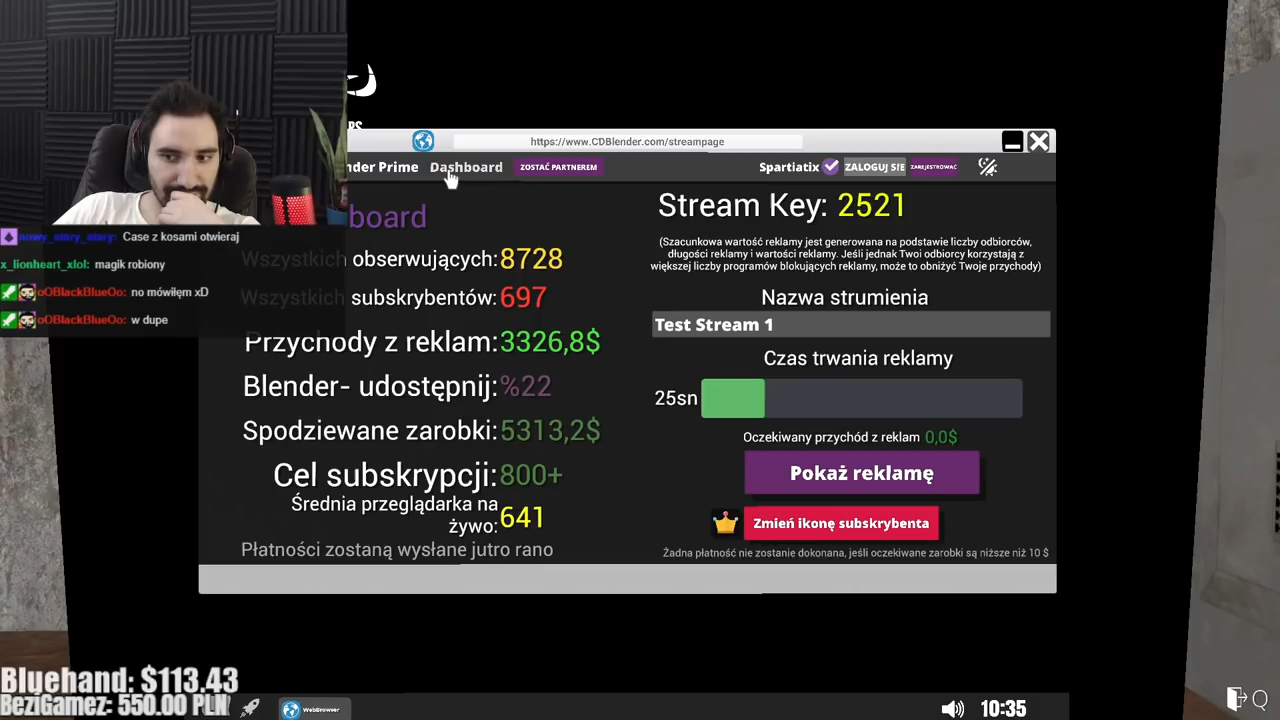 https://www.CDBlender.com/streampage
nder Prime Dashboard ZOSTAĆ PARTNEREM Spartiatix ZALOGUJ SIĘ ZAREJESTROWAĆ
board
Wszystkich obserwujących: 8728
Wszystkich subskrybentów: 697
Przychody z reklam: 3326,8$
Blender- udostępnij: %22
Spodziewane zarobki: 5313,2$
Cel subskrypcji: 800+
Średnia przeglądarka na
żywo: 641
Płatności zostaną wysłane jutro rano
Stream Key: 2521
(Szacunkowa wartość reklamy jest generowana na podstawie liczby odbiorców,
długości reklamy i wartości reklamy. Jeśli jednak Twoi odbiorcy korzystają z
większej liczby programów blokujących reklamy, może to obniżyć Twoje przychody)
Nazwa strumienia
Test Stream 1
Czas trwania reklamy
25sn
Oczekiwany przychód z reklam 0,0$
Pokaż reklamę
Zmień ikonę subskrybenta
Żadna płatność nie zostanie dokonana, jeśli oczekiwane zarobki są niższe niż 10 $
nowy_stary_stary: Case z kosami otwieraj
x_lionheart_xlol: magik robiony
oOBlackBlueOo: no mówiłęm xD
oOBlackBlueOo: w dupe
Bluehand: $113.43
BeziGamez: 550.00 PLN
WebBrowser
10:35
Q